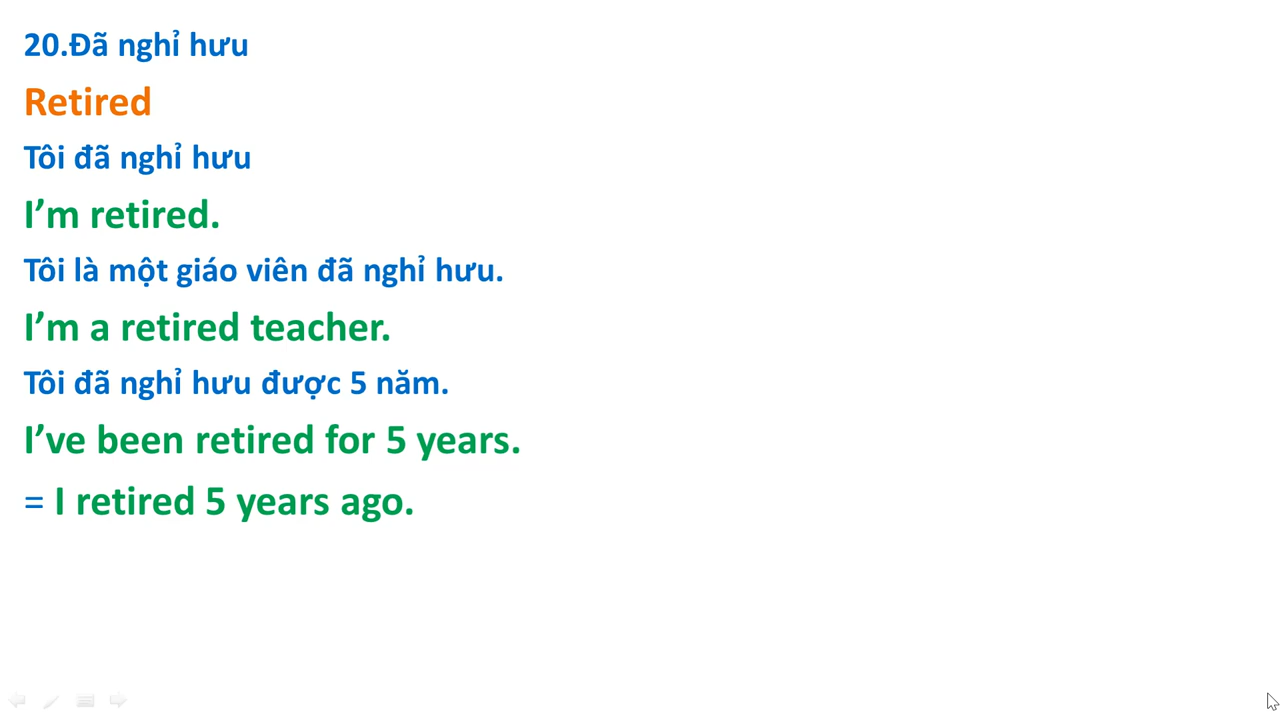 20.Đã nghỉ hưu
Retired
Tôi đã nghỉ hưu
I’m retired.
Tôi là một giáo viên đã nghỉ hưu.
I’m a retired teacher.
Tôi đã nghỉ hưu được 5 năm.
I’ve been retired for 5 years.
= I retired 5 years ago.